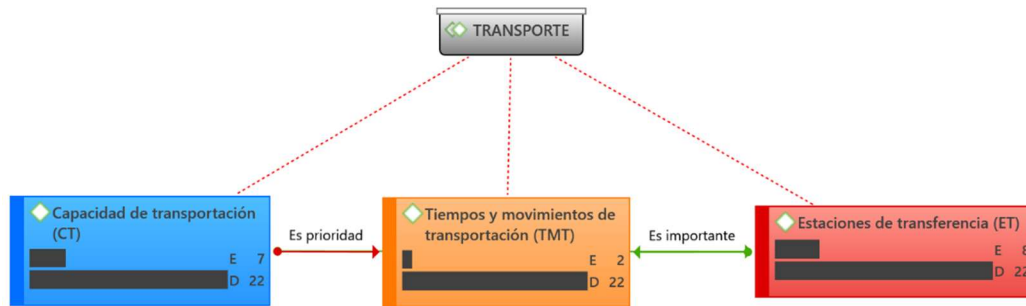 TRANSPORTE
Capacidad de transportación
(CT)
E 7
D 22
Es prioridad
Tiempos y movimientos de
transportación (TMT)
E 2
D 22
Es importante
Estaciones de transferencia (ET)
E 8
D 22